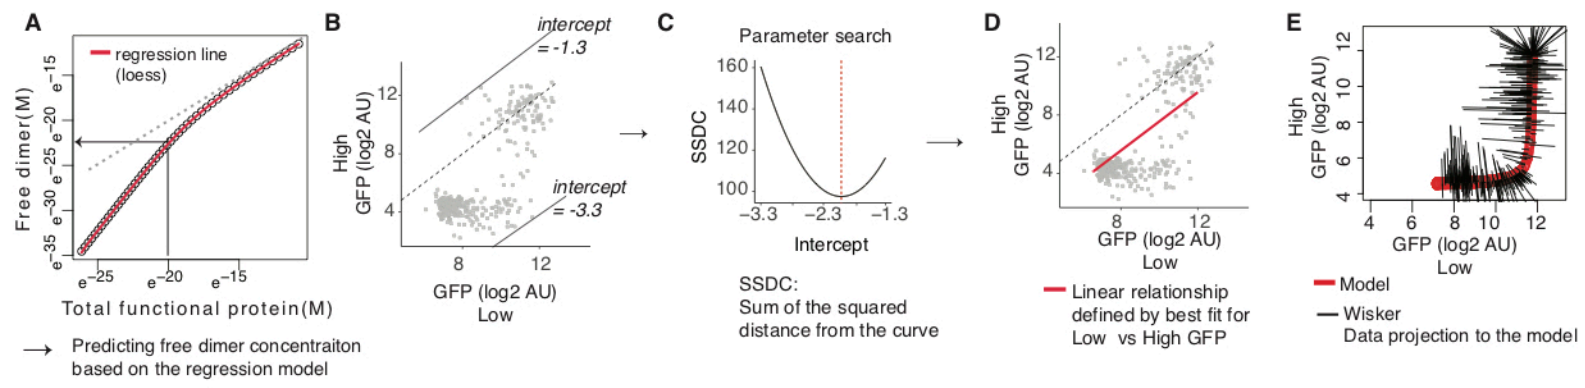 A
regression line
(loess)
Free dimer(M)
e−15
e−20
e−25
e−30
e−35
e−25
e−20
e−15
Total functional protein(M)
Predicting free dimer concentraiton
based on the regression model
B
intercept
= -1.3
High
GFP (log2 AU)
12
8
4
intercept
= -3.3
8
12
GFP (log2 AU)
Low
C
Parameter search
SSDC
160
140
120
100
−3.3
−2.3
−1.3
Intercept
SSDC:
Sum of the squared
distance from the curve
D
High
GFP (log2 AU)
12
8
4
8
12
GFP (log2 AU)
Low
Linear relationship
defined by best fit for
Low vs High GFP
E
High
GFP (log2 AU)
12
10
8
6
4
4
6
8
10
12
GFP (log2 AU)
Low
Model
Wisker
Data projection to the model